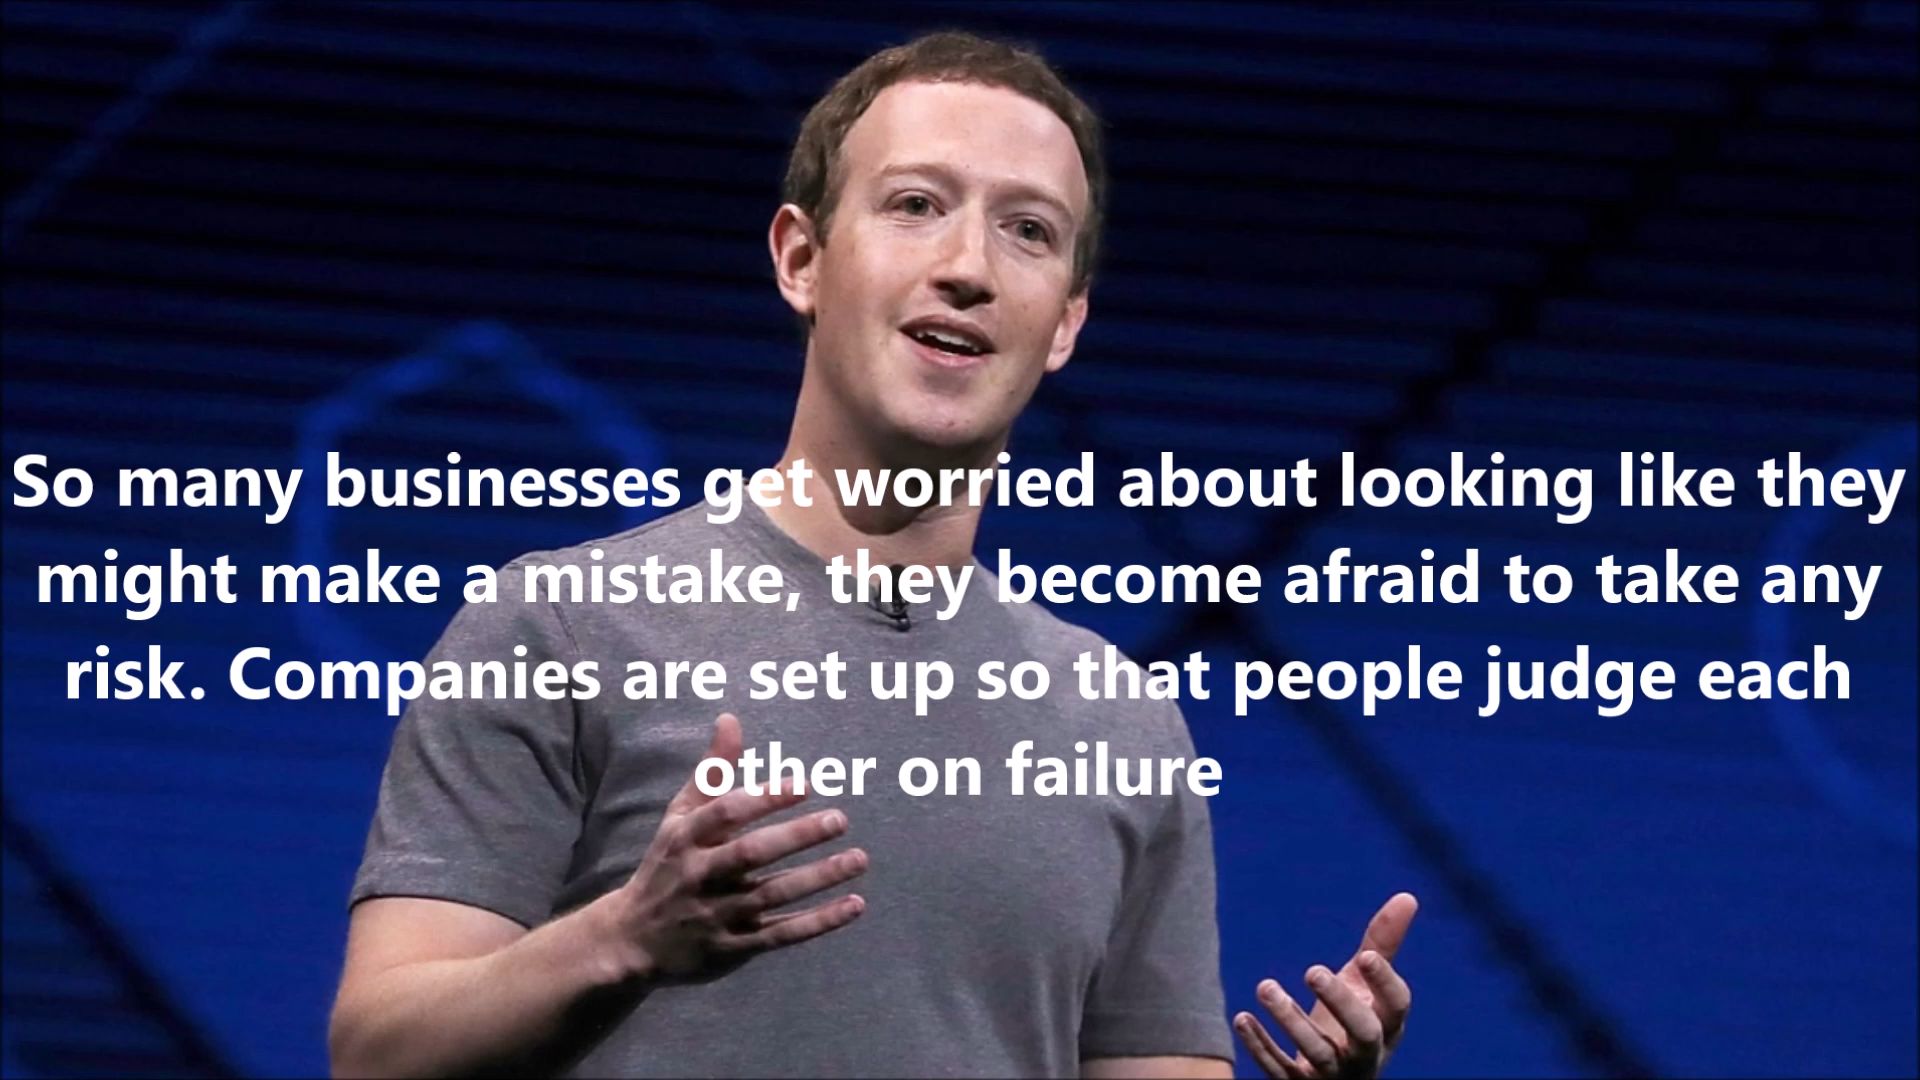 So many businesses get worried about looking like they
might make a mistake, they become afraid to take any
risk. Companies are set up so that people judge each
other on failure